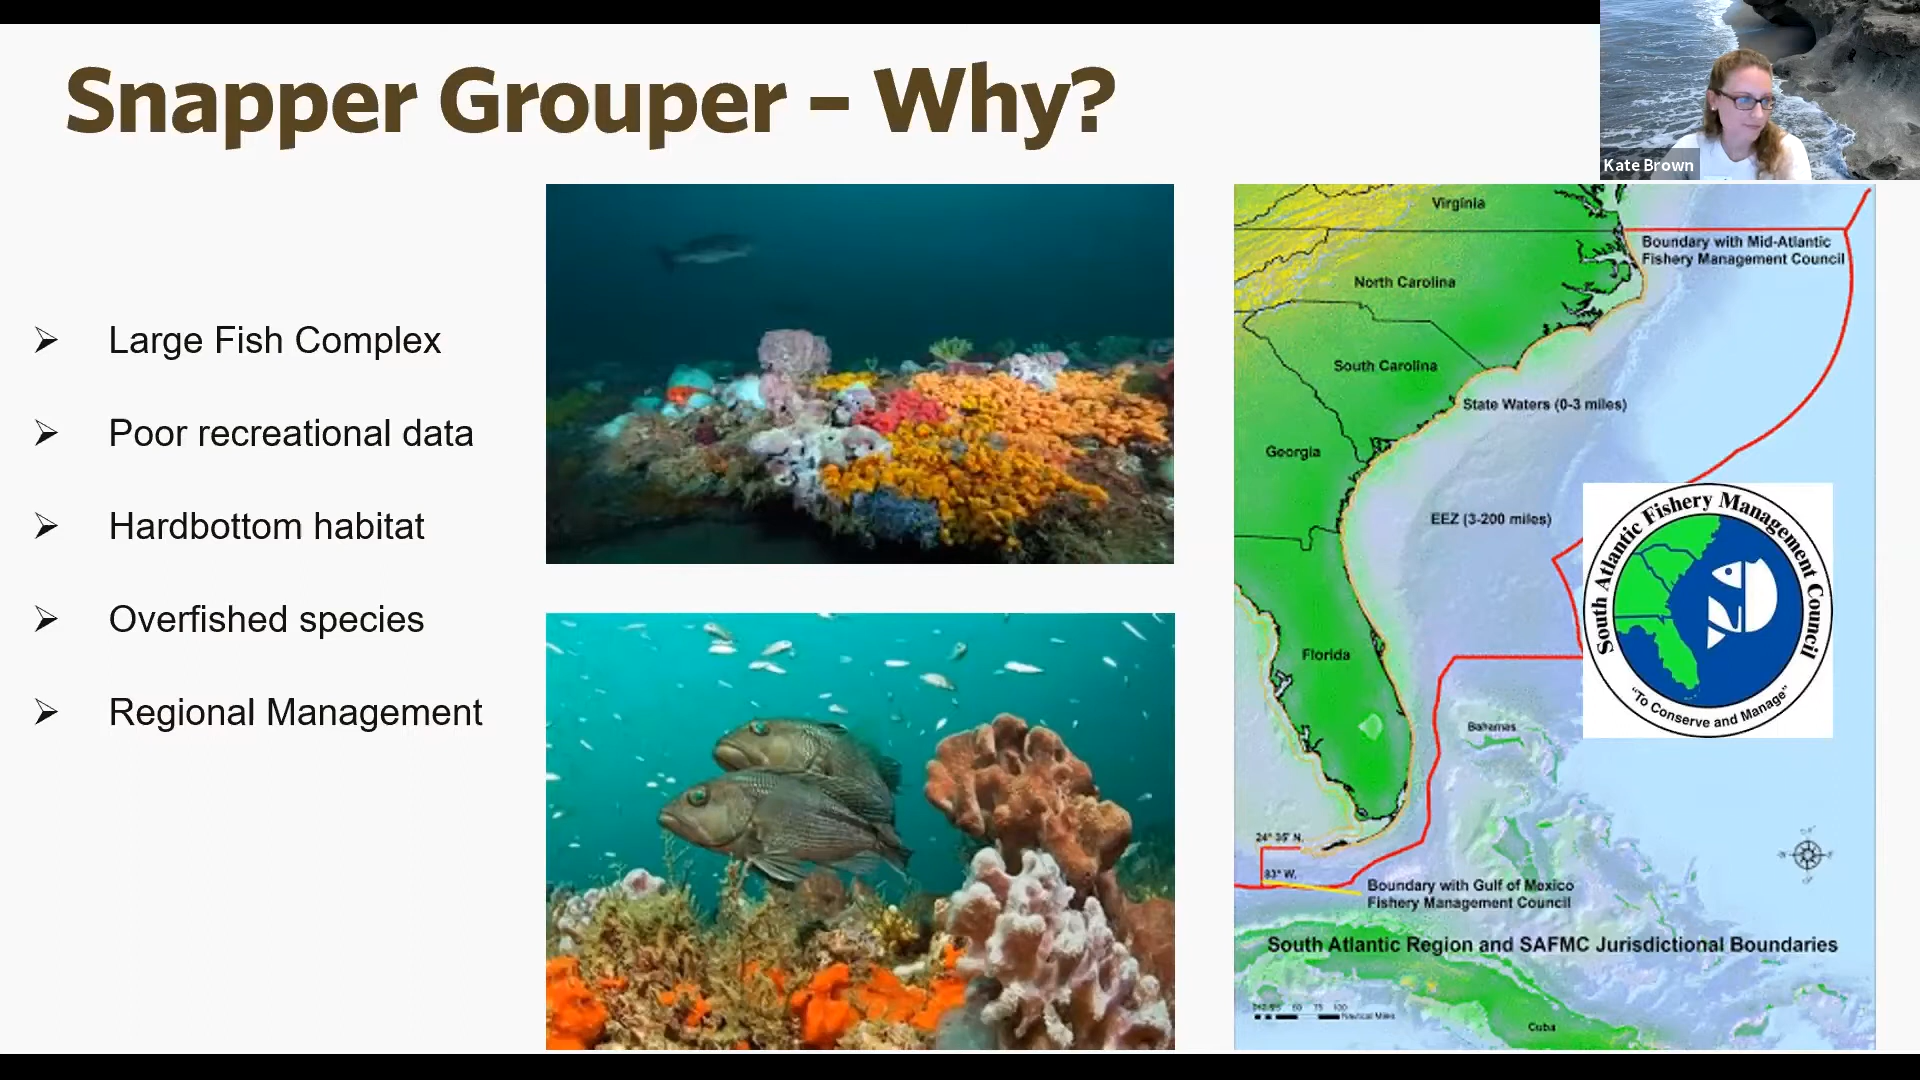 Snapper Grouper – Why?
Kate Brown
Large Fish Complex
Poor recreational data
Hardbottom habitat
Overfished species
Regional Management
Virginia
Boundary with Mid-Atlantic
Fishery Management Council
North Carolina
South Carolina
State Waters (0-3 miles)
Georgia
EEZ (3-200 miles)
South Atlantic Fishery Management Council
"To Conserve and Manage"
Florida
Bahamas
24° 35' N.
83° W.
Boundary with Gulf of Mexico
Fishery Management Council
South Atlantic Region and SAFMC Jurisdictional Boundaries
Nautical Miles
Cuba